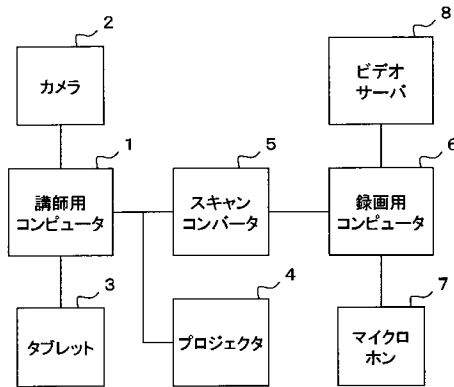 2
カメラ
8
ビデオ
サーバ
1
講師用
コンピュータ
5
スキャン
コンバータ
6
録画用
コンピュータ
3
タブレット
4
プロジェクタ
7
マイクロ
ホン